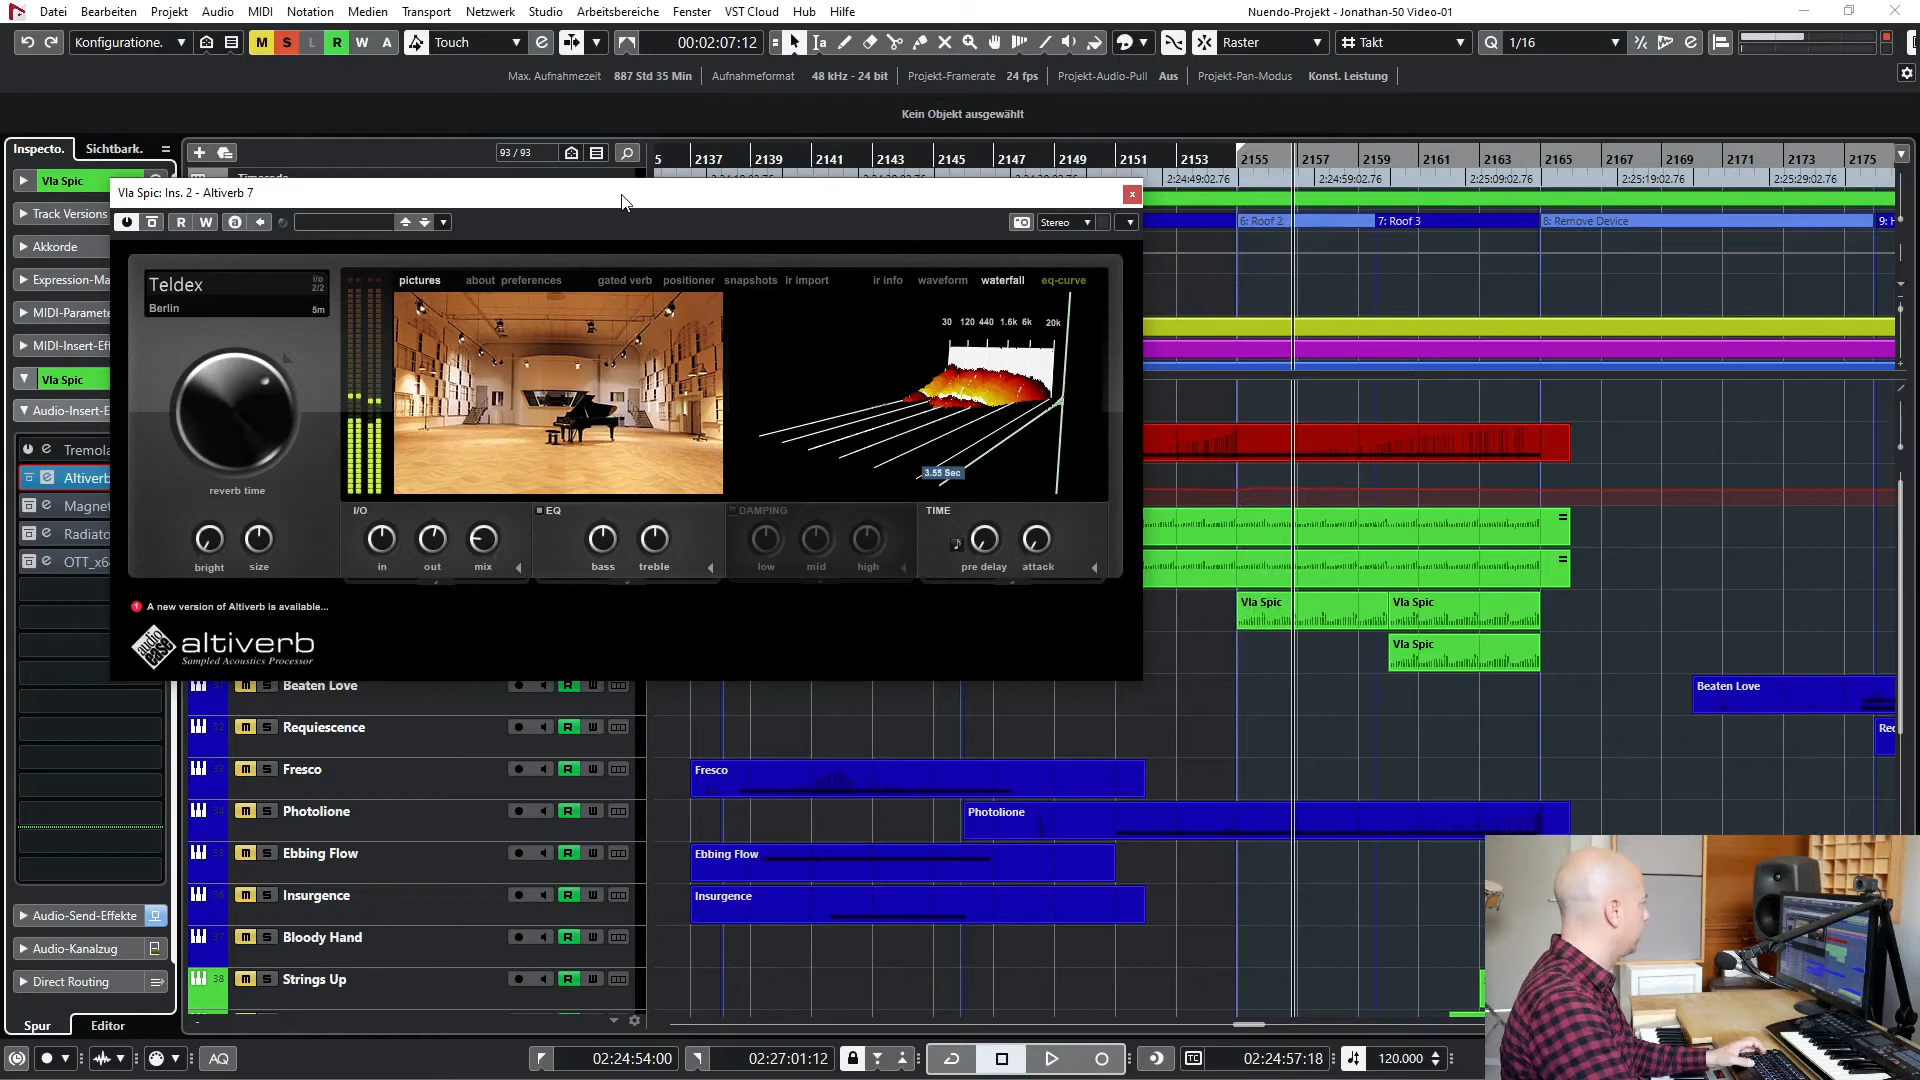 Datei Bearbeiten Projekt Audio MIDI Notation Medien Transport Netzwerk Studio Arbeitsbereiche Fenster VST Cloud Hub Hilfe
Nuendo-Projekt - Jonathan-50 Video-01
Konfiguratione.
M S L R W A
Touch
00:02:07:12
Raster
Takt
Q 1/16
Max. Aufnahmezeit 887 Std 35 Min
Aufnahmeformat 48 kHz - 24 bit
Projekt-Framerate 24 fps
Projekt-Audio-Pull Aus
Projekt-Pan-Modus Konst. Leistung
Kein Objekt ausgewählt
Inspecto. Sichtbark.
93 / 93
5 2137 2139 2141 2143 2145 2147 2149 2151 2153 2155 2157 2159 2161 2163 2165 2167 2169 2171 2173 2175
2:24:49:02.76 2:24:59:02.76 2:25:09:02.76 2:25:19:02.76 2:25:29:02.76
Vla Spic
Vla Spic: Ins. 2 - Altiverb 7
Track Versions
R W
Stereo
6: Roof 2
7: Roof 3
8: Remove Device
9: H
Akkorde
Expression-Ma
MIDI-Paramete
MIDI-Insert-Ef
Vla Spic
Audio-Insert-E
Tremola
Altiverb
Magnet
Radiato
OTT_x6
Teldex
i/o
2/2
Berlin
5m
pictures about preferences gated verb positioner snapshots ir import ir info waveform waterfall eq-curve
30 120 440 1.6k 6k 20k
3.55 Sec
reverb time
bright size
I/O
in out mix
EQ
bass treble
DAMPING
low mid high
TIME
pre delay attack
A new version of Altiverb is available...
audio ease
altiverb
Sampled Acoustics Processor
Vla Spic
Vla Spic
Vla Spic
Beaten Love
Beaten Love
Requiescence
Rec
33 Fresco
Fresco
34 Photolione
Photolione
35 Ebbing Flow
Ebbing Flow
36 Insurgence
Insurgence
37 Bloody Hand
38 Strings Up
Audio-Send-Effekte
Audio-Kanalzug
Direct Routing
Spur Editor
AQ
02:24:54:00
02:27:01:12
02:24:57:18
120.000